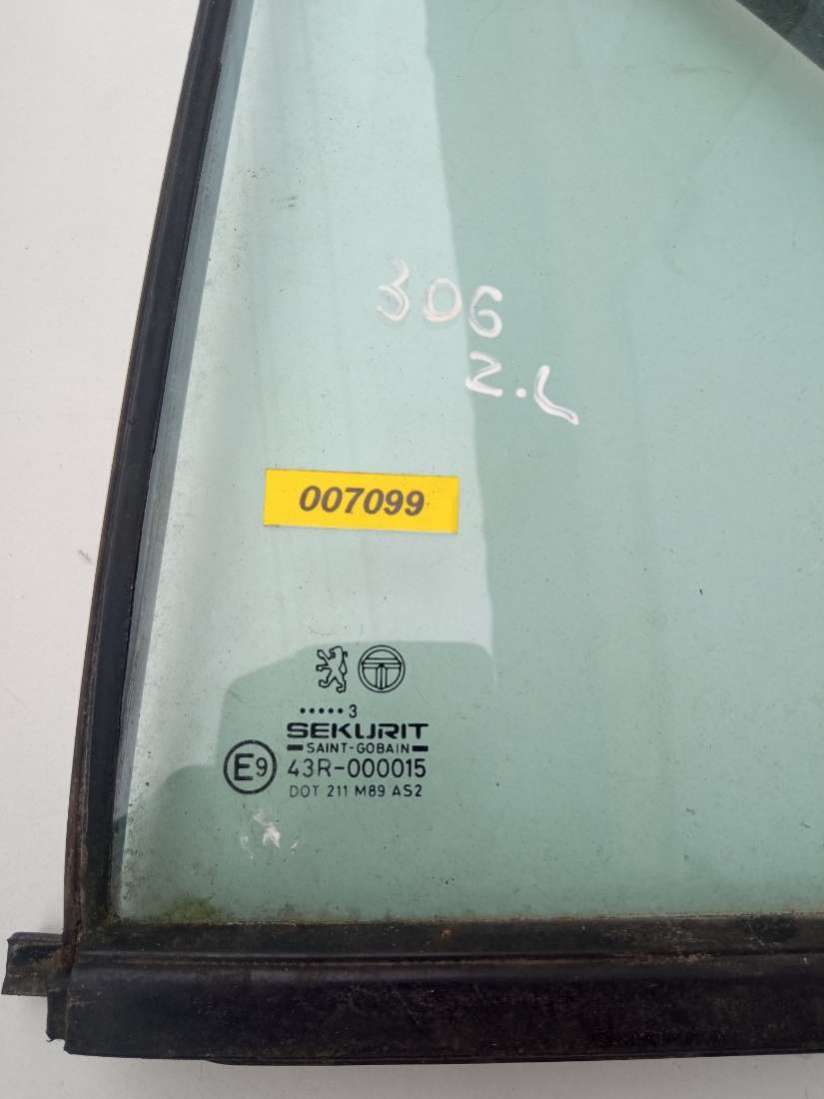 306
2.L
007099
..... 3
SEKURIT
SAINT-GOBAIN
E9
43R-000015
DOT 211 M89 AS2